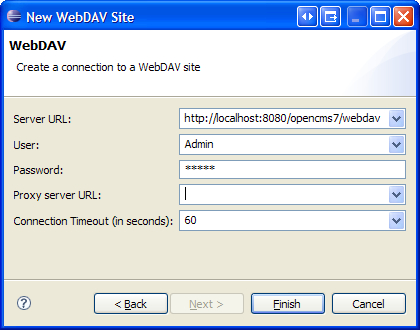 New WebDAV Site
WebDAV
Create a connection to a WebDAV site
Server URL: http://localhost:8080/opencms7/webdav
User: Admin
Password: *****
Proxy server URL:
Connection Timeout (in seconds): 60
? < Back Next > Finish Cancel